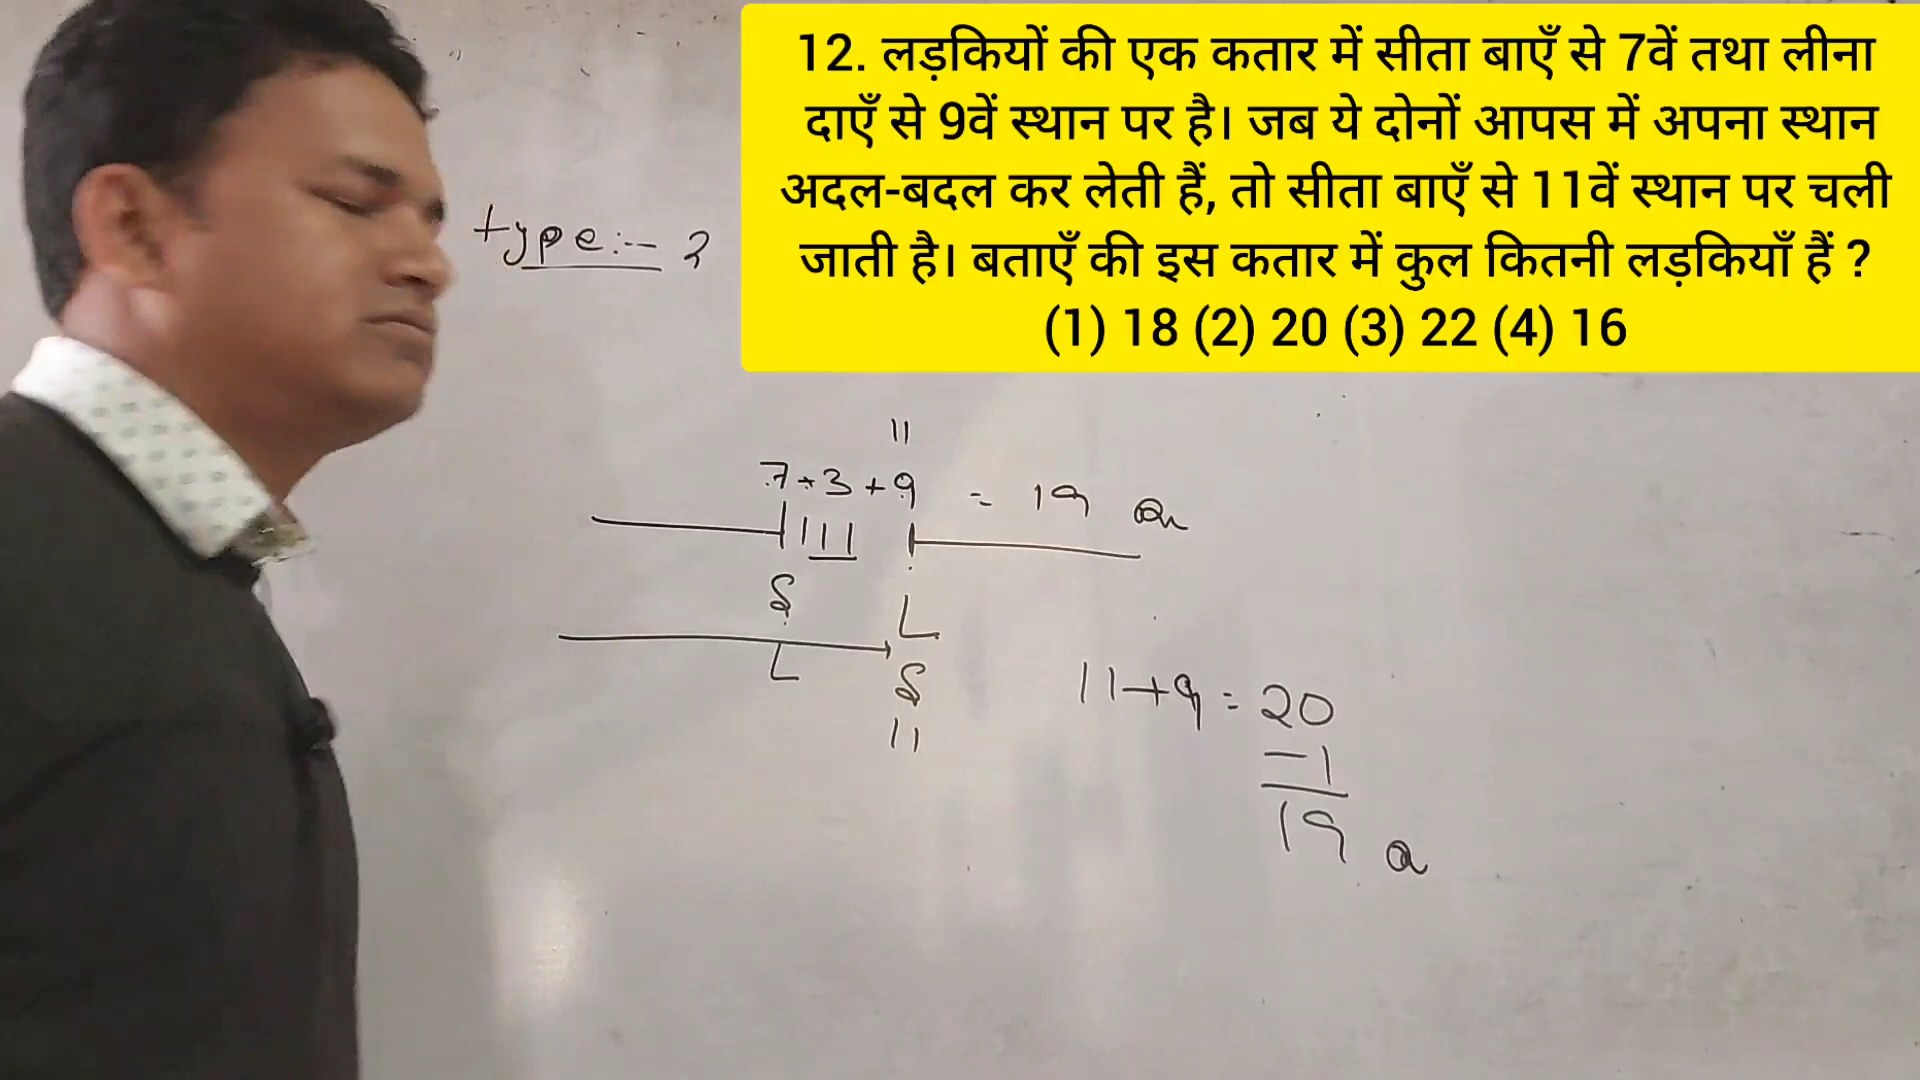 12. लड़कियों की एक कतार में सीता बाएँ से 7वें तथा लीना
दाएँ से 9वें स्थान पर है। जब ये दोनों आपस में अपना स्थान
अदल-बदल कर लेती हैं, तो सीता बाएँ से 11वें स्थान पर चली
जाती है। बताएँ की इस कतार में कुल कितनी लड़कियाँ हैं ?
(1) 18 (2) 20 (3) 22 (4) 16
type:- 2
11
7+3+9 = 19
S
L
L
S
11
11+9 = 20
-1
19